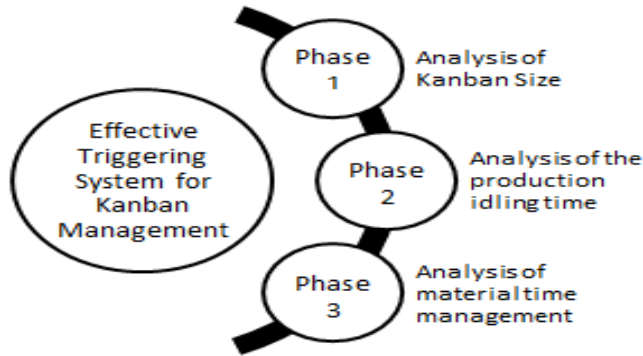 Effective
Triggering
System for
Kanban
Management
Phase
1
Analysis of
Kanban Size
Phase
2
Analysis of the
production
idling time
Phase
3
Analysis of
material time
management